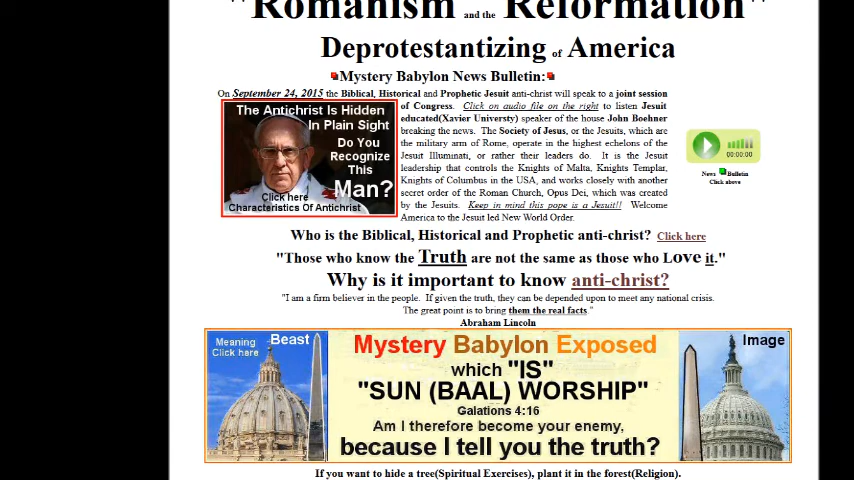 "Romanism and the Reformation"
Deprotestantizing of America
Mystery Babylon News Bulletin:
On September 24, 2015 the Biblical, Historical and Prophetic Jesuit anti-christ will speak to a joint session
of Congress. Click on audio file on the right to listen Jesuit
educated(Xavier Unversity) speaker of the house John Boehner
breaking the news. The Society of Jesus, or the Jesuits, which are
the military arm of Rome, operate in the highest echelons of the
Jesuit Illuminati, or rather their leaders do. It is the Jesuit
leadership that controls the Knights of Malta, Knights Templar,
Knights of Columbus in the USA, and works closely with another
secret order of the Roman Church, Opus Dei, which was created
by the Jesuits. Keep in mind this pope is a Jesuit!! Welcome
America to the Jesuit led New World Order.
The Antichrist Is Hidden
In Plain Sight
Do You
Recognize
This
Man?
Click here
Characteristics Of Antichrist
00:00:00
News Bulletin
Click above
Who is the Biblical, Historical and Prophetic anti-christ? Click here
"Those who know the Truth are not the same as those who Love it."
Why is it important to know anti-christ?
"I am a firm believer in the people. If given the truth, they can be depended upon to meet any national crisis.
The great point is to bring them the real facts."
Abraham Lincoln
Meaning
Click here
Beast
Mystery Babylon Exposed
which "IS"
"SUN (BAAL) WORSHIP"
Galations 4:16
Am I therefore become your enemy,
because I tell you the truth?
Image
If you want to hide a tree(Spiritual Exercises), plant it in the forest(Religion).